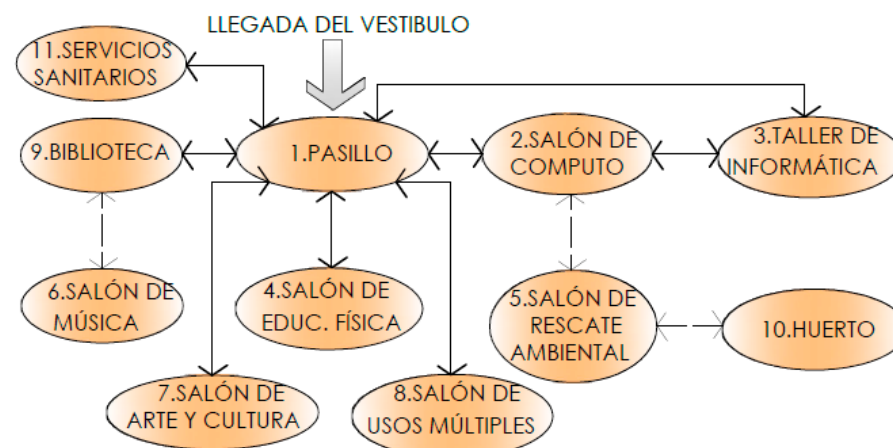 LLEGADA DEL VESTIBULO
11.SERVICIOS
SANITARIOS
9.BIBLIOTECA
1.PASILLO
2.SALÓN DE
COMPUTO
3.TALLER DE
INFORMÁTICA
6.SALÓN DE
MÚSICA
4.SALÓN DE
EDUC. FÍSICA
5.SALÓN DE
RESCATE
AMBIENTAL
10.HUERTO
7.SALÓN DE
ARTE Y CULTURA
8.SALÓN DE
USOS MÚLTIPLES